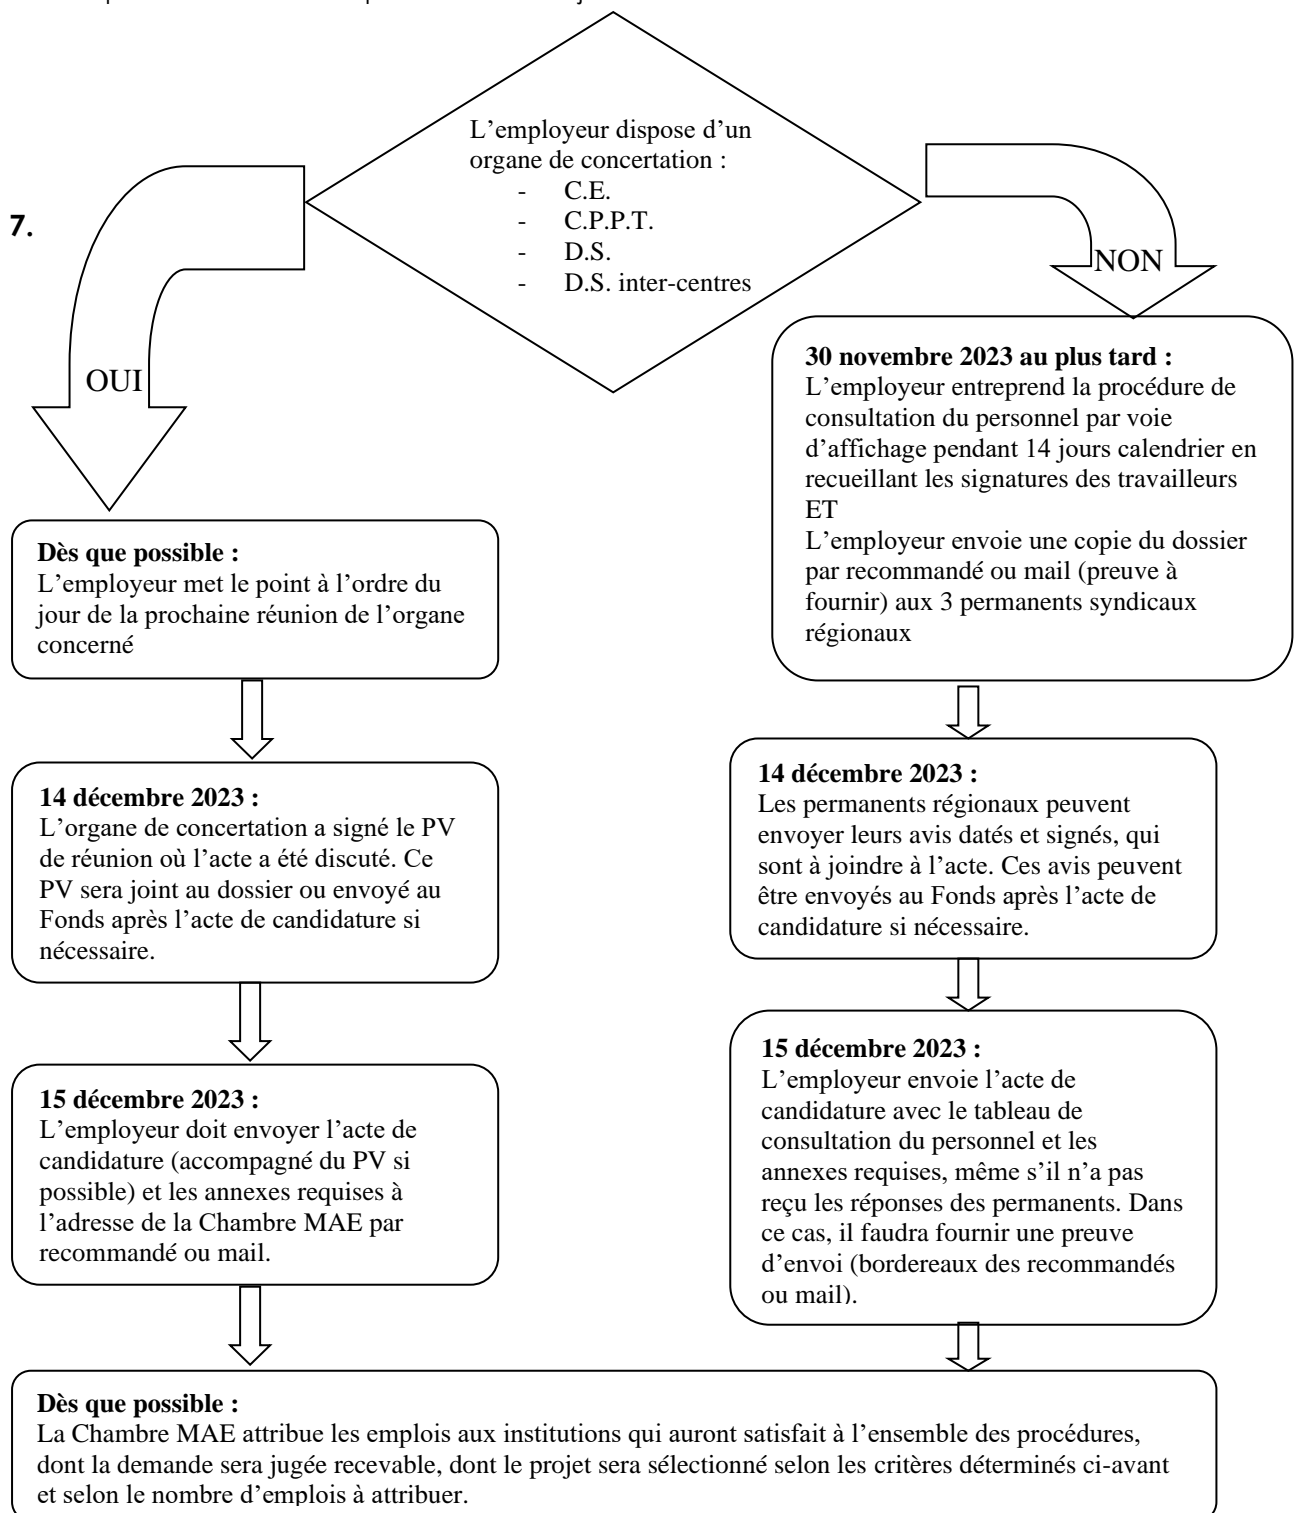 7.
L’employeur dispose d’un
organe de concertation :
- C.E.
- C.P.P.T.
- D.S.
- D.S. inter-centres
OUI
NON
Dès que possible :
L’employeur met le point à l’ordre du
jour de la prochaine réunion de l’organe
concerné
14 décembre 2023 :
L’organe de concertation a signé le PV
de réunion où l’acte a été discuté. Ce
PV sera joint au dossier ou envoyé au
Fonds après l’acte de candidature si
nécessaire.
15 décembre 2023 :
L’employeur doit envoyer l’acte de
candidature (accompagné du PV si
possible) et les annexes requises à
l’adresse de la Chambre MAE par
recommandé ou mail.
30 novembre 2023 au plus tard :
L’employeur entreprend la procédure de
consultation du personnel par voie
d’affichage pendant 14 jours calendrier en
recueillant les signatures des travailleurs
ET
L’employeur envoie une copie du dossier
par recommandé ou mail (preuve à
fournir) aux 3 permanents syndicaux
régionaux
14 décembre 2023 :
Les permanents régionaux peuvent
envoyer leurs avis datés et signés, qui
sont à joindre à l’acte. Ces avis peuvent
être envoyés au Fonds après l’acte de
candidature si nécessaire.
15 décembre 2023 :
L’employeur envoie l’acte de
candidature avec le tableau de
consultation du personnel et les
annexes requises, même s’il n’a pas
reçu les réponses des permanents. Dans
ce cas, il faudra fournir une preuve
d’envoi (bordereaux des recommandés
ou mail).
Dès que possible :
La Chambre MAE attribue les emplois aux institutions qui auront satisfait à l’ensemble des procédures,
dont la demande sera jugée recevable, dont le projet sera sélectionné selon les critères déterminés ci-avant
et selon le nombre d’emplois à attribuer.